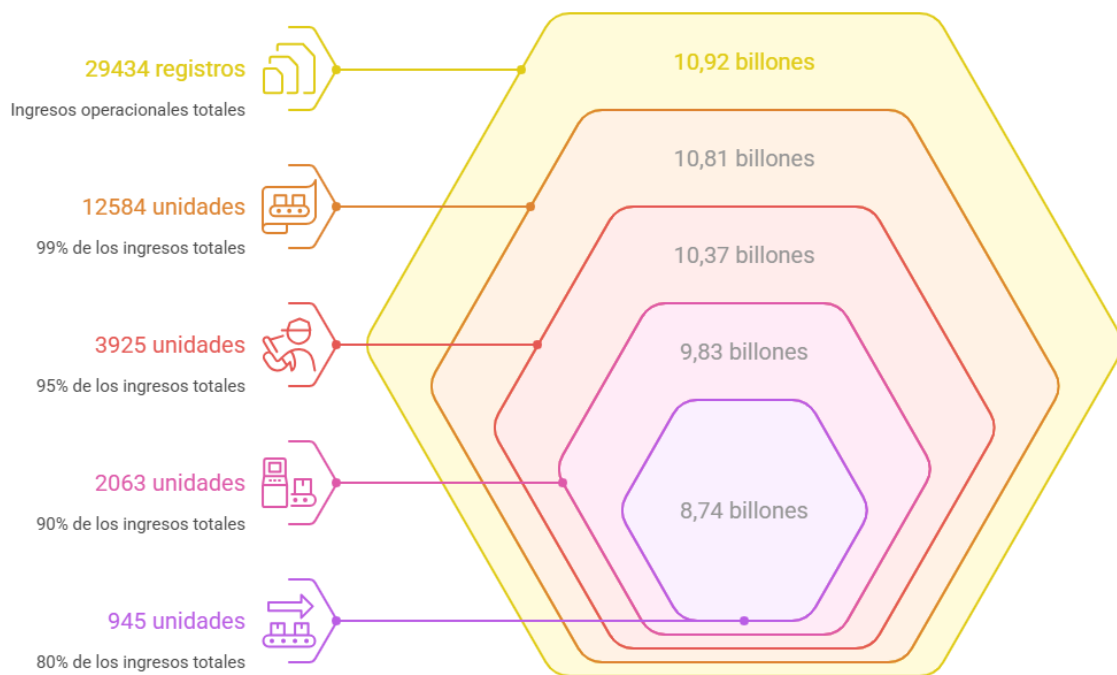 29434 registros
Ingresos operacionales totales
10,92 billones
12584 unidades
99% de los ingresos totales
10,81 billones
3925 unidades
95% de los ingresos totales
10,37 billones
2063 unidades
90% de los ingresos totales
9,83 billones
945 unidades
80% de los ingresos totales
8,74 billones